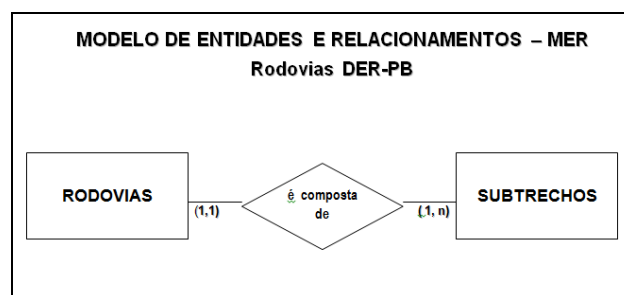 MODELO DE ENTIDADES E RELACIONAMENTOS – MER
Rodovias DER-PB
RODOVIAS
(1,1)
é composta
de
(1, n)
SUBTRECHOS